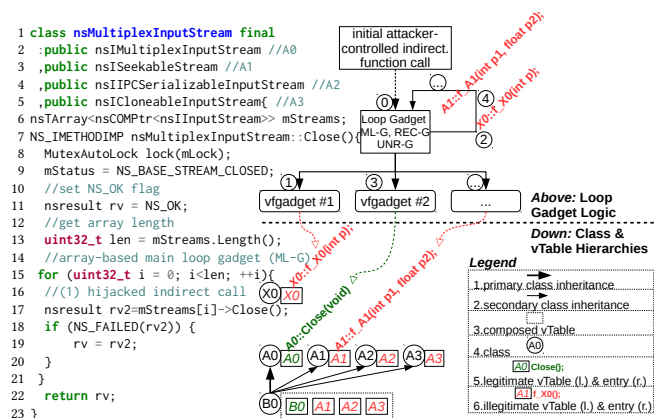 1 class nsMultiplexInputStream final
2 :public nsIMultiplexInputStream //A0
3 ,public nsISeekableStream //A1
4 ,public nsIIPCSerializableInputStream //A2
5 ,public nsICloneableInputStream{ //A3
6 nsTArray<nsCOMPtr<nsIInputStream>> mStreams;
7 NS_IMETHODIMP nsMultiplexInputStream::Close(){
8 MutexAutoLock lock(mLock);
9 mStatus = NS_BASE_STREAM_CLOSED;
10 //set NS_OK flag
11 nsresult rv = NS_OK;
12 //get array length
13 uint32_t len = mStreams.Length();
14 //array-based main loop gadget (ML-G)
15 for (uint32_t i = 0; i<len; ++i){
16 //(1) hijacked indirect call
17 nsresult rv2=mStreams[i]->Close();
18 if (NS_FAILED(rv2)) {
19 rv = rv2;
20 }
21 }
22 return rv;
23 }
initial attacker-
controlled indirect.
function call
A1::f_A1(int p1, float p2);
X0::f_X0(int p);
...
4
0
2
Loop Gadget
ML-G, REC-G
UNR-G
1
3
...
vfgadget #1
vfgadget #2
...
Above: Loop
Gadget Logic
Down: Class &
vTable Hierarchies
X0::f_X0(int p);
A0::Close(void)
A1::f_A1(int p1, float p2);
X0 X0
A0 A0 A1 A1 A2 A2 A3 A3
B0 B0 A1 A2 A3
Legend
1.primary class inheritance
2.secondary class inheritance
3.composed vTable
A0
4.class
A0 Close();
5.legitimate vTable (l.) & entry (r.)
A1 f_X0();
6.illegitimate vTable (l.) & entry (r.)